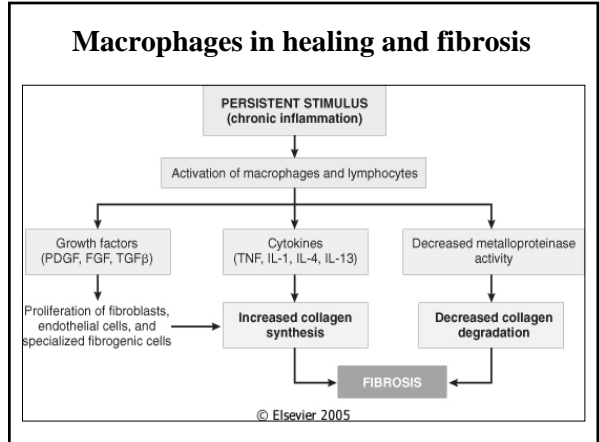 Macrophages in healing and fibrosis
PERSISTENT STIMULUS
(chronic inflammation)
Activation of macrophages and lymphocytes
Growth factors
(PDGF, FGF, TGFβ)
Cytokines
(TNF, IL-1, IL-4, IL-13)
Decreased metalloproteinase
activity
Proliferation of fibroblasts,
endothelial cells, and
specialized fibrogenic cells
Increased collagen
synthesis
Decreased collagen
degradation
FIBROSIS
© Elsevier 2005